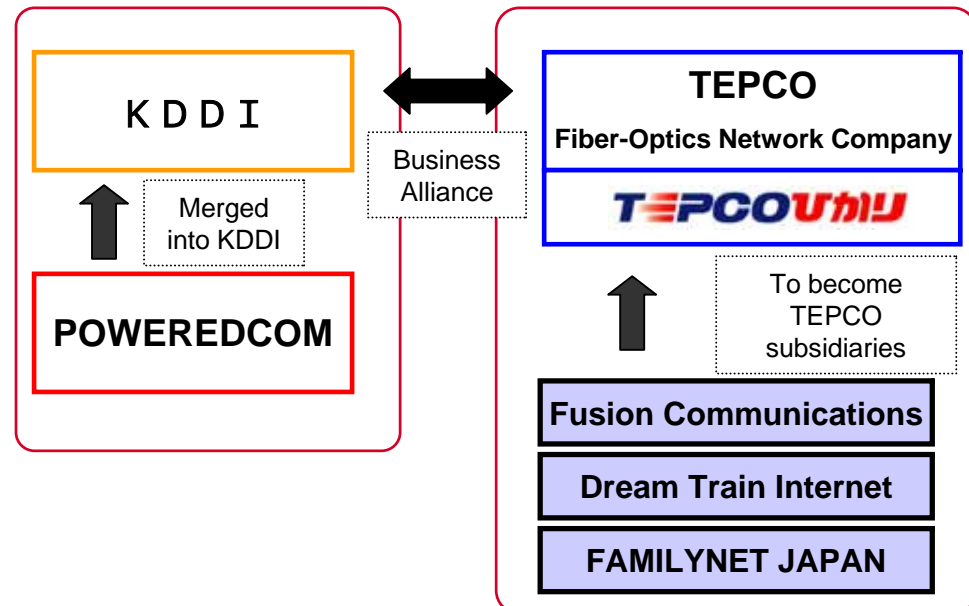 KDDI
Merged
into KDDI
POWEREDCOM
Business
Alliance
TEPCO
Fiber-Optics Network Company
TEPCOひかり
To become
TEPCO
subsidiaries
Fusion Communications
Dream Train Internet
FAMILYNET JAPAN